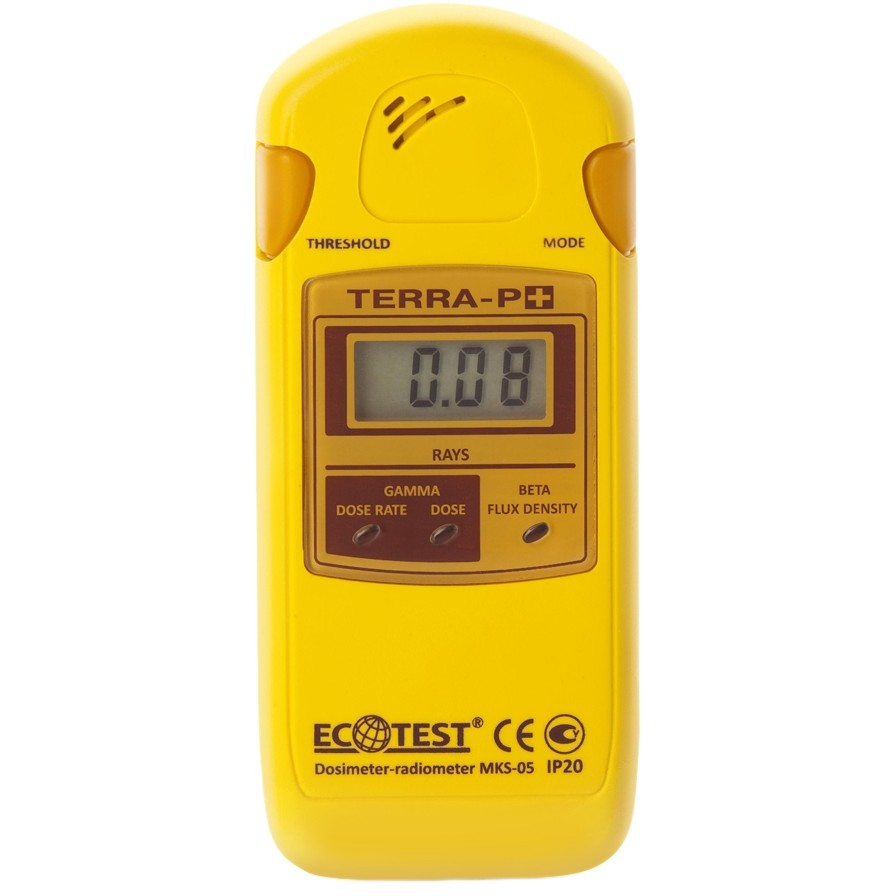 THRESHOLD MODE
TERRA-P+
0.08
RAYS
GAMMA
DOSE RATE DOSE
BETA
FLUX DENSITY
ECOTEST® CE
Dosimeter-radiometer MKS-05 IP20